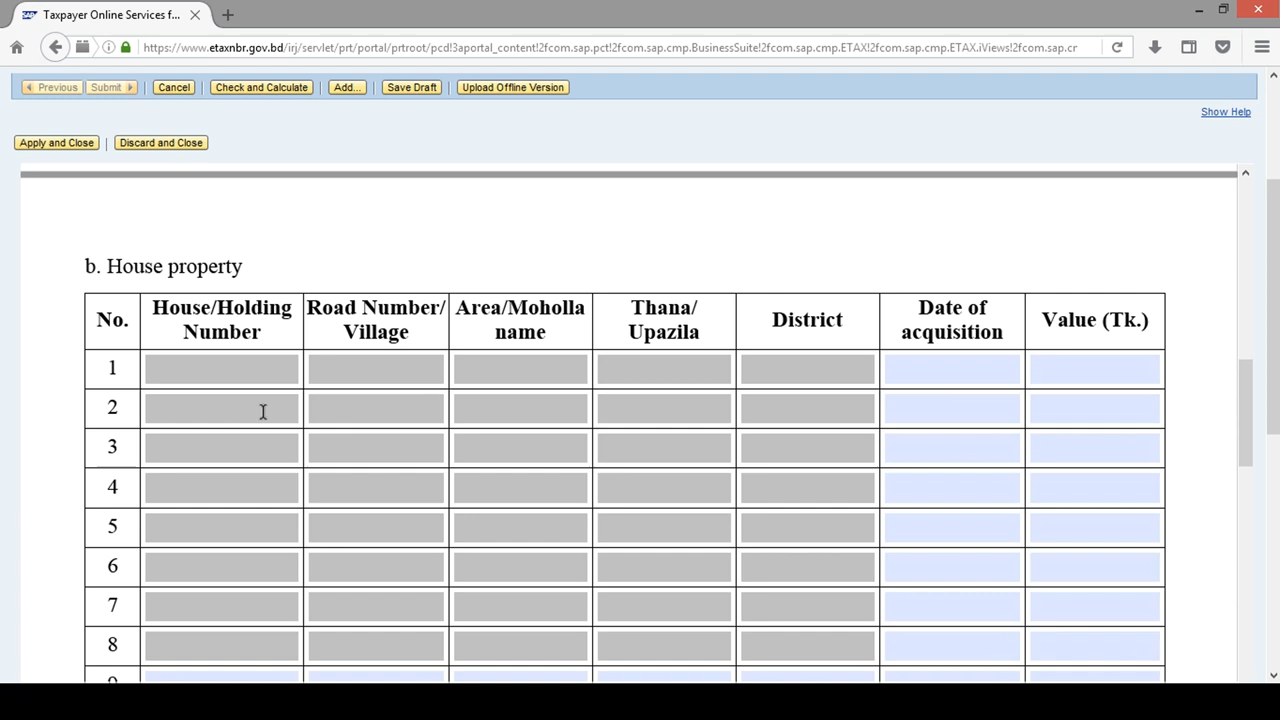 Taxpayer Online Services f...
https://www.etaxnbr.gov.bd/irj/servlet/prt/portal/prtroot/pcd!3aportal_content!2fcom.sap.pct!2fcom.sap.cmp.BusinessSuite!2fcom.sap.cmp.ETAX!2fcom.sap.cmp.ETAX.iViews!2fcom.sap.cr
Previous Submit Cancel Check and Calculate Add... Save Draft Upload Offline Version
Show Help
Apply and Close Discard and Close
b. House property
No. House/Holding Number Road Number/ Village Area/Moholla name Thana/ Upazila District Date of acquisition Value (Tk.)
1
2
3
4
5
6
7
8